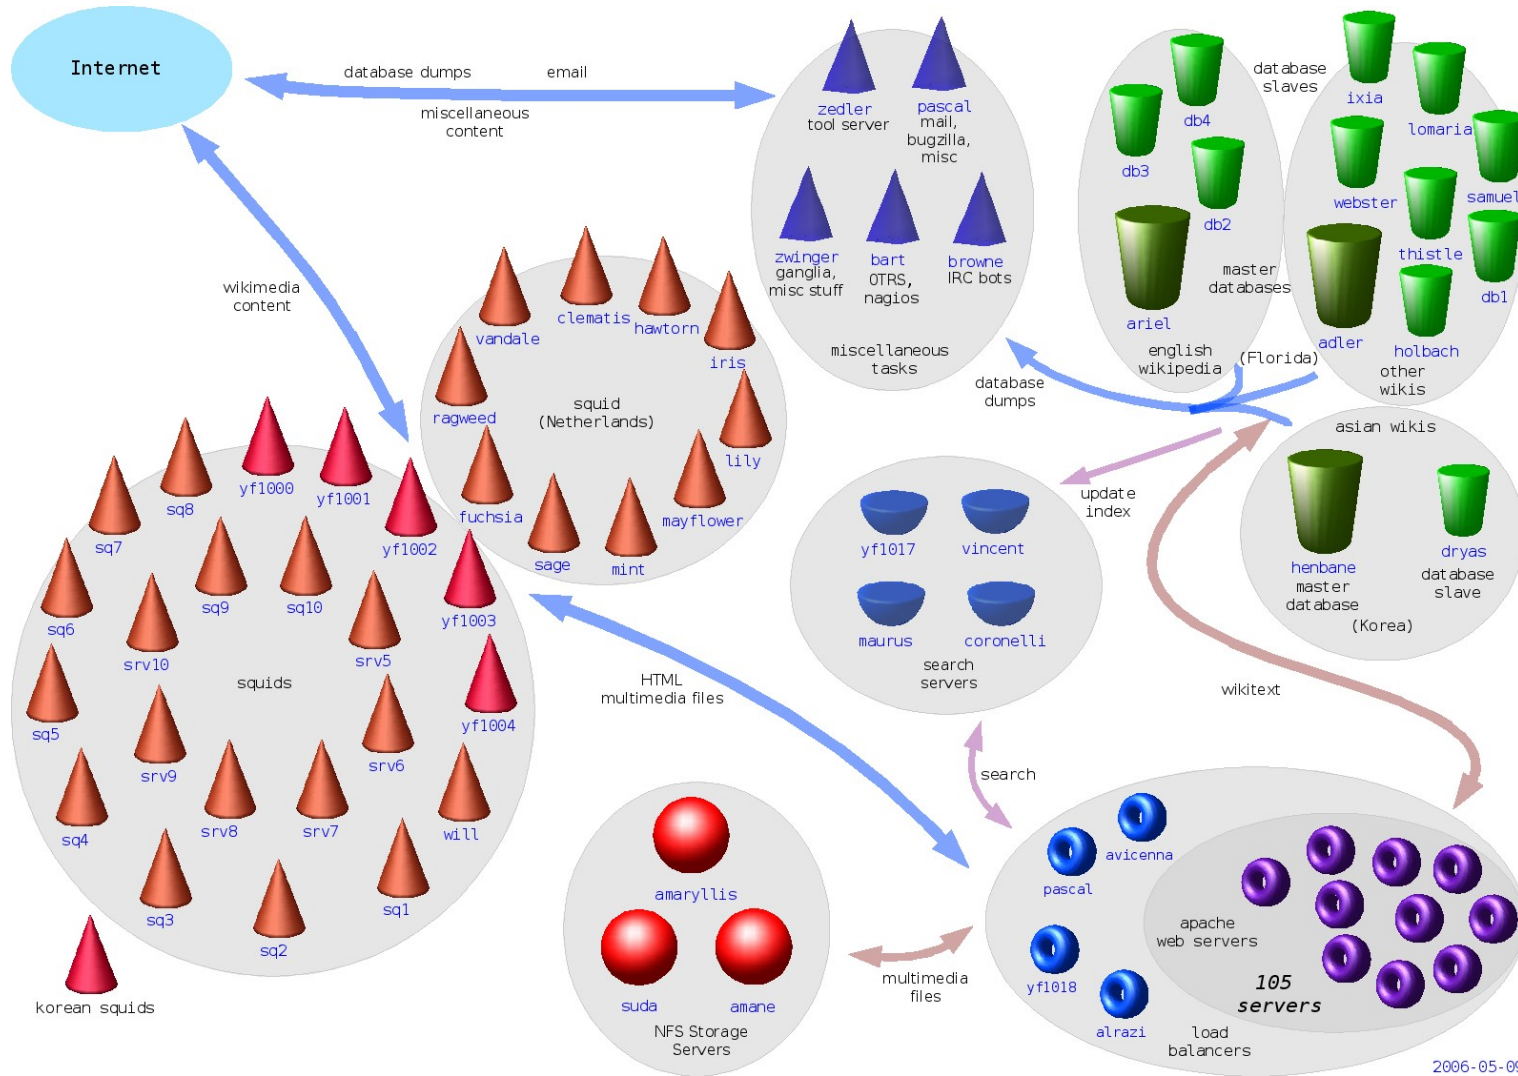 Internet
database dumps
email
miscellaneous
content
wikimedia
content
zedler
tool server
pascal
mail,
bugzilla,
misc
zwinger
ganglia,
misc stuff
bart
OTRS,
nagios
browne
IRC bots
miscellaneous
tasks
database
slaves
db4
db3
db2
ariel
english
wikipedia
master
databases
(Florida)
ixia
lomaria
webster
samuel
thistle
db1
adler
holbach
other
wikis
database
dumps
asian wikis
henbane
master
database
dryas
database
slave
(Korea)
update
index
yf1017
vincent
maurus
coronelli
search
servers
search
wikitext
vandale
clematis
hawtorn
iris
ragweed
squid
(Netherlands)
lily
fuchsia
mayflower
sage
mint
yf1000
yf1001
sq8
yf1002
sq7
sq9
sq10
yf1003
sq6
srv10
srv5
squids
yf1004
sq5
srv9
srv6
sq4
srv8
srv7
will
sq3
sq1
sq2
korean squids
HTML
multimedia files
amaryllis
suda
amane
NFS Storage
Servers
multimedia
files
avicenna
pascal
yf1018
alrazi
load
balancers
apache
web servers
105
servers
2006-05-09